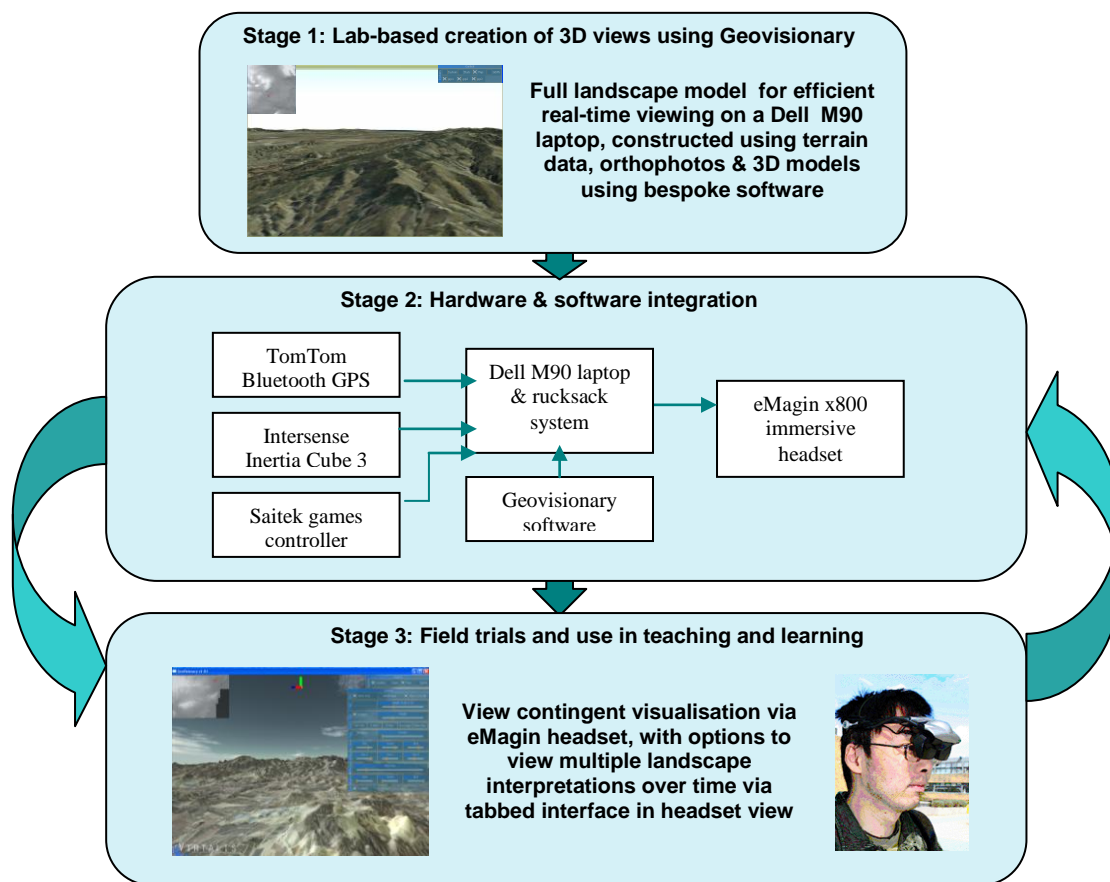 Stage 1: Lab-based creation of 3D views using Geovisionary
Full landscape model for efficient
real-time viewing on a Dell M90
laptop, constructed using terrain
data, orthophotos & 3D models
using bespoke software
Stage 2: Hardware & software integration
TomTom
Bluetooth GPS
Intersense
Inertia Cube 3
Saitek games
controller
Dell M90 laptop
& rucksack
system
Geovisionary
software
eMagin x800
immersive
headset
Stage 3: Field trials and use in teaching and learning
View contingent visualisation via
eMagin headset, with options to
view multiple landscape
interpretations over time via
tabbed interface in headset view